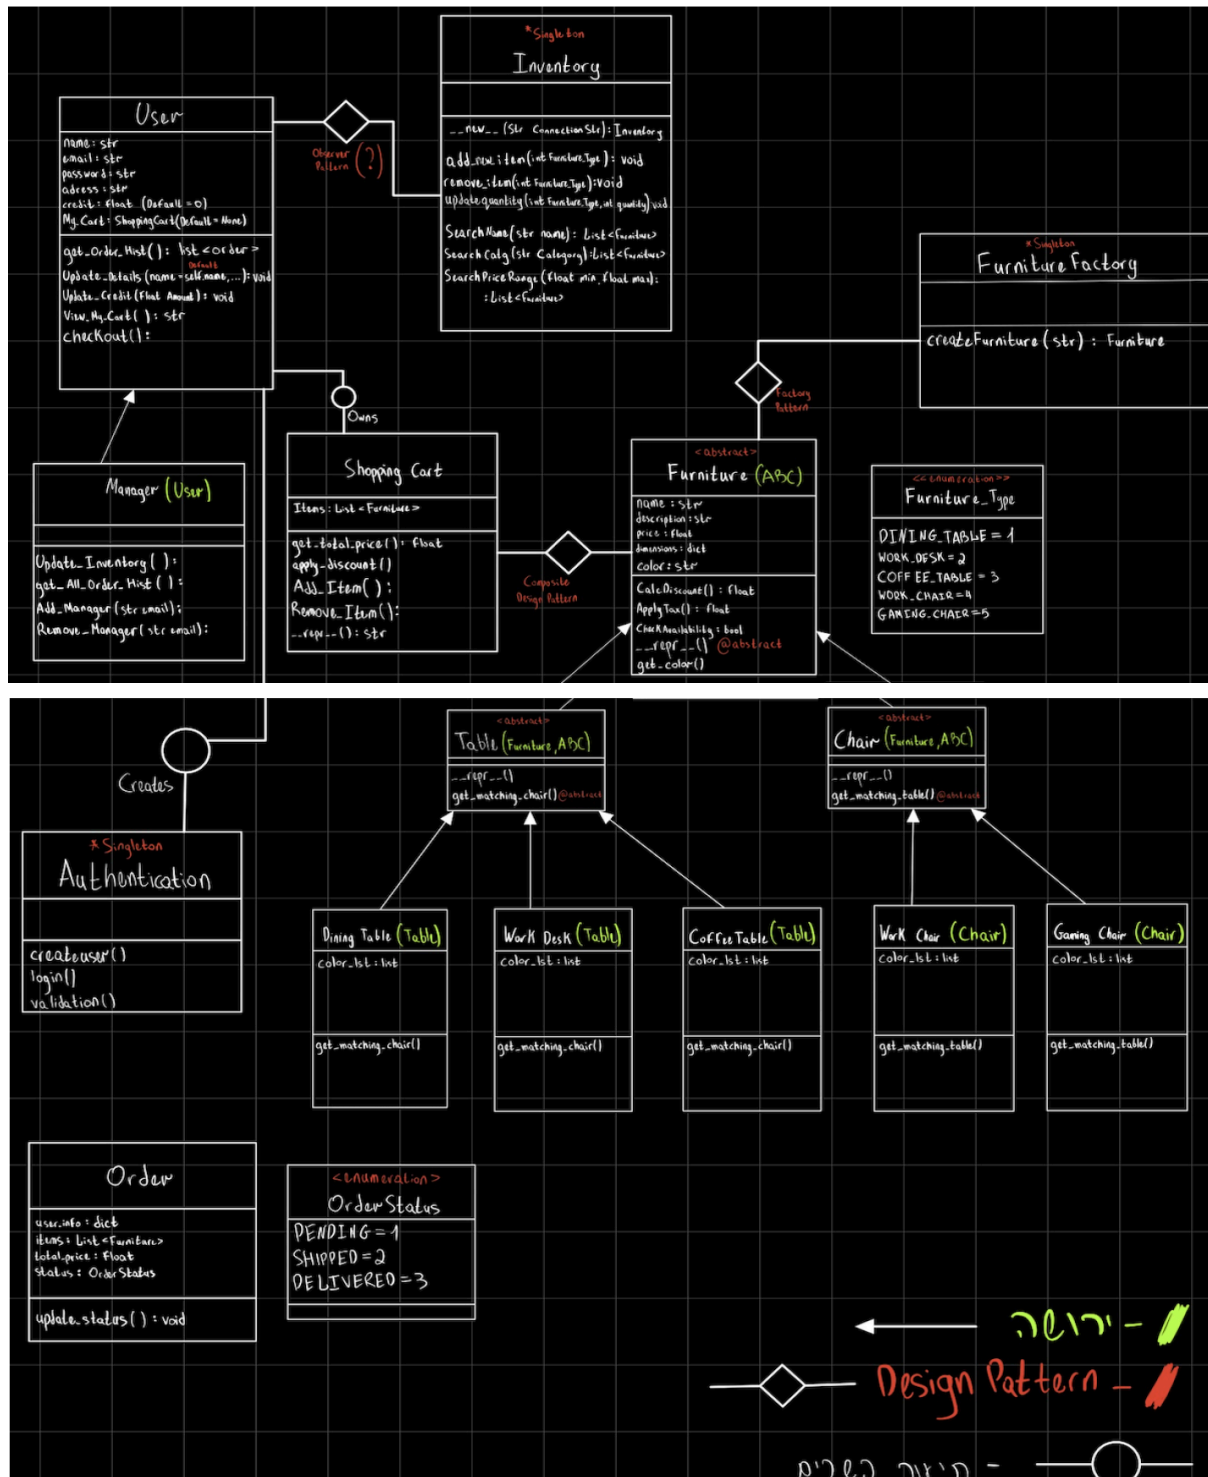 User
name : str
email : str
password : str
adress : str
credit : Float (Default = 0)
My_Cart : ShoppingCart (Default = None)
get_Order_Hist() : list <order>
Default
Update_Details (name = self.name, ...) : void
Update_Credit (Float Amount) : void
View_My_Cart ( ) : str
checkout() :
Observer
Pattern (?)
*Singleton
Inventory
__new__ (Str ConnectionStr) : Inventory
add_new_item (int Furniture_Type) : void
remove_item (int Furniture_Type) : void
update quantity (int Furniture_Type, int quantity) void
SearchName (str name) : List <Furniture>
SearchCatg (str Category) : List <Furniture>
SearchPriceRange (Float min, Float max) :
: List <Furniture>
*Singleton
FurnitureFactory
createFurniture (str) : Furniture
Factory
Pattern
Owns
Manager (User)
Update_Inventory ( ) :
get_All_Order_Hist ( ) :
Add_Manager (str email) :
Remove_Manager (str email) :
Shopping Cart
Items : List <Furniture>
get_total_price() : Float
apply_discount ()
Add_Item ( ) :
Remove_Item() :
__repr__() : str
Composite
Design Pattern
<abstract>
Furniture (ABC)
name : str
description : str
price : Float
dimensions : dict
color : str
CalcDiscount() : Float
ApplyTax() : Float
CheckAvailability : bool
__repr__() @abstract
get_color()
<<enumeration>>
Furniture_Type
DINING_TABLE = 1
WORK_DESK = 2
COFFEE_TABLE = 3
WORK_CHAIR = 4
GAMING_CHAIR = 5
Creates
*Singleton
Authentication
createuser()
login()
validation()
<abstract>
Table (Furniture, ABC)
__repr__()
get_matching_chair() @abstract
<abstract>
Chair (Furniture, ABC)
__repr__()
get_matching_table() @abstract
Dining Table (Table)
color_lst : list
get_matching_chair()
Work Desk (Table)
color_lst : list
get_matching_chair()
Coffee Table (Table)
color_lst : list
get_matching_chair()
Work Chair (Chair)
color_lst : list
get_matching_table()
Gaming Chair (Chair)
color_lst : list
get_matching_table()
Order
user_info : dict
items : List <Furniture>
total_price : Float
status : OrderStatus
update_status ( ) : void
<enumeration>
OrderStatus
PENDING = 1
SHIPPED = 2
DELIVERED = 3
ירושה -
Design Pattern -